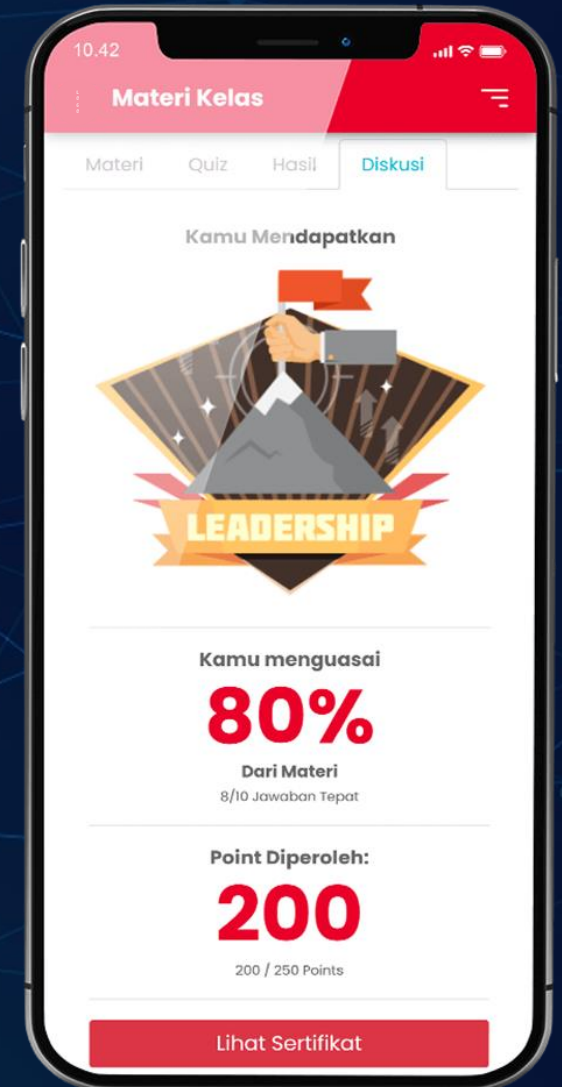 10.42
Materi Kelas
Materi Quiz Hasil Diskusi
Kamu Mendapatkan
LEADERSHIP
Kamu menguasai
80%
Dari Materi
8/10 Jawaban Tepat
Point Diperoleh:
200
200 / 250 Points
Lihat Sertifikat